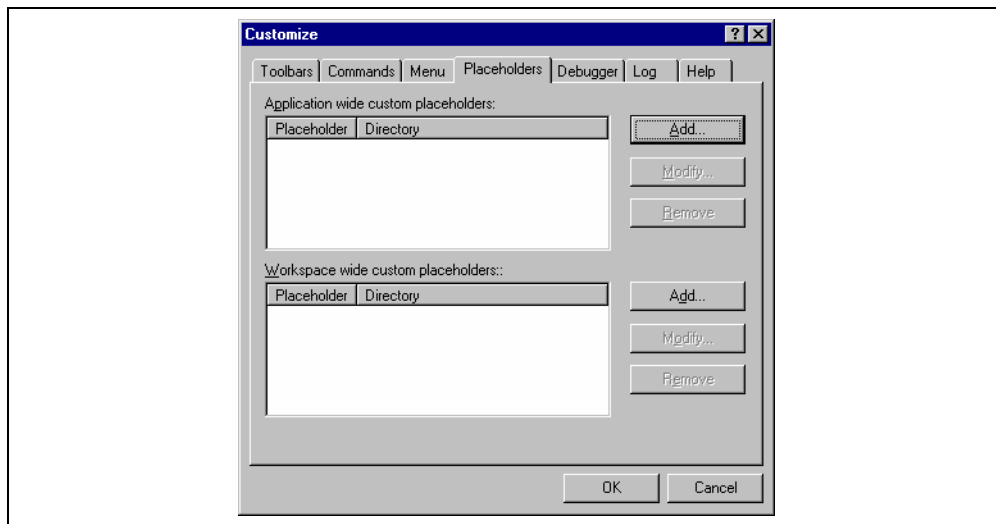 Customize
Toolbars Commands Menu Placeholders Debugger Log Help
Application wide custom placeholders:
Placeholder Directory
Add...
Modify...
Remove
Workspace wide custom placeholders::
Placeholder Directory
Add...
Modify...
Remove
OK Cancel